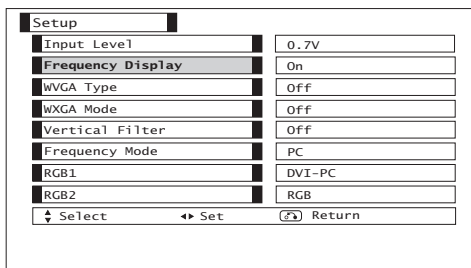 Setup
Input Level 0.7V
Frequency Display On
WVGA Type Off
WXGA Mode Off
Vertical Filter Off
Frequency Mode PC
RGB1 DVI-PC
RGB2 RGB
Select Set Return